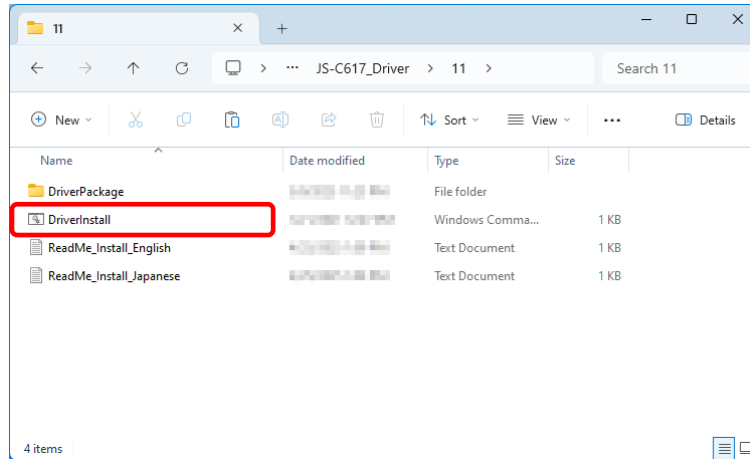 11
JS-C617_Driver > 11 >
Search 11
New
Sort
View
Details
Name
Date modified
Type
Size
DriverPackage
File folder
DriverInstall
Windows Comma...
1 KB
ReadMe_Install_English
Text Document
1 KB
ReadMe_Install_Japanese
Text Document
1 KB
4 items